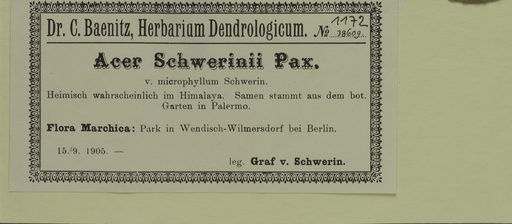 Dr. C. Baenitz, Herbarium Dendrologicum. № 1172
Acer Schwerinii Pax.
v. microphyllum Schwerin.
Heimisch wahrscheinlich im Himalaya. Samen stammt aus dem bot.
Garten in Palermo.
Flora Marchica: Park in Wendisch-Wilmersdorf bei Berlin.
15./9. 1905. —
leg. Graf v. Schwerin.